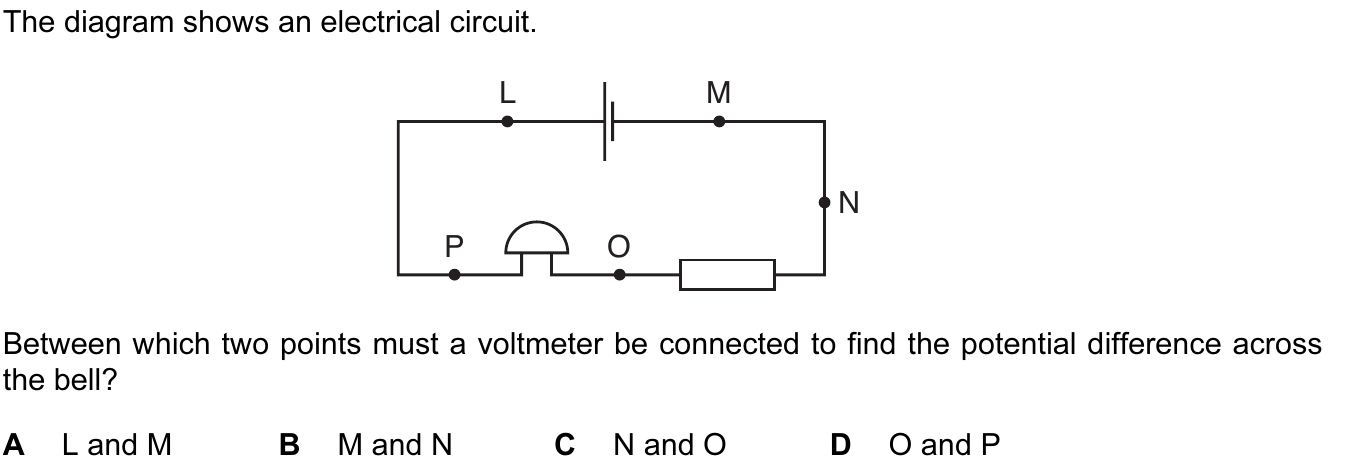 The diagram shows an electrical circuit.
L M
N
P O
Between which two points must a voltmeter be connected to find the potential difference across
the bell?
A L and M B M and N C N and O D O and P